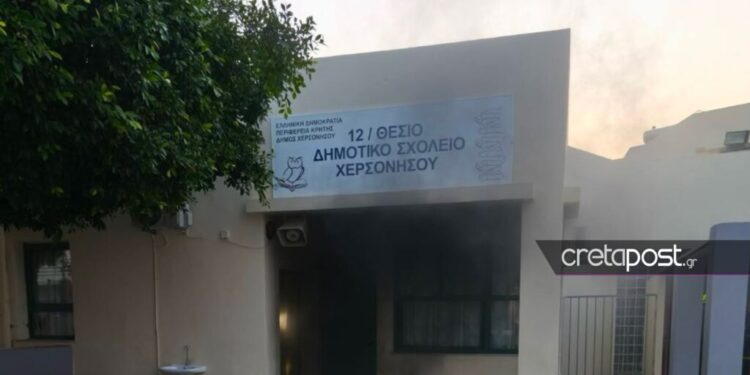 ΕΛΛΗΝΙΚΗ ΔΗΜΟΚΡΑΤΙΑ
ΠΕΡΙΦΕΡΕΙΑ ΚΡΗΤΗΣ
ΔΗΜΟΣ ΧΕΡΣΟΝΗΣΟΥ
12 / ΘΕΣΙΟ
ΔΗΜΟΤΙΚΟ ΣΧΟΛΕΙΟ
ΧΕΡΣΟΝΗΣΟΥ
cretapost.gr